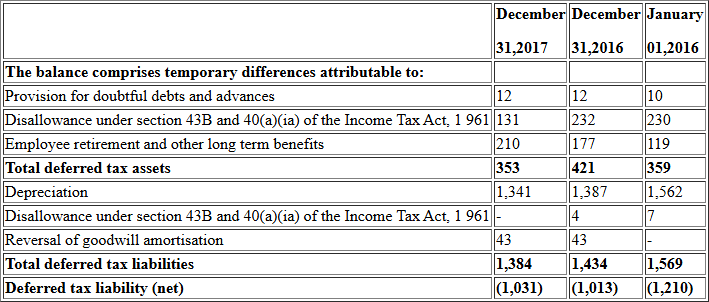 December 31,2017 December 31,2016 January 01,2016
The balance comprises temporary differences attributable to:
Provision for doubtful debts and advances 12 12 10
Disallowance under section 43B and 40(a)(ia) of the Income Tax Act, 1 961 131 232 230
Employee retirement and other long term benefits 210 177 119
Total deferred tax assets 353 421 359
Depreciation 1,341 1,387 1,562
Disallowance under section 43B and 40(a)(ia) of the Income Tax Act, 1 961 - 4 7
Reversal of goodwill amortisation 43 43 -
Total deferred tax liabilities 1,384 1,434 1,569
Deferred tax liability (net) (1,031) (1,013) (1,210)